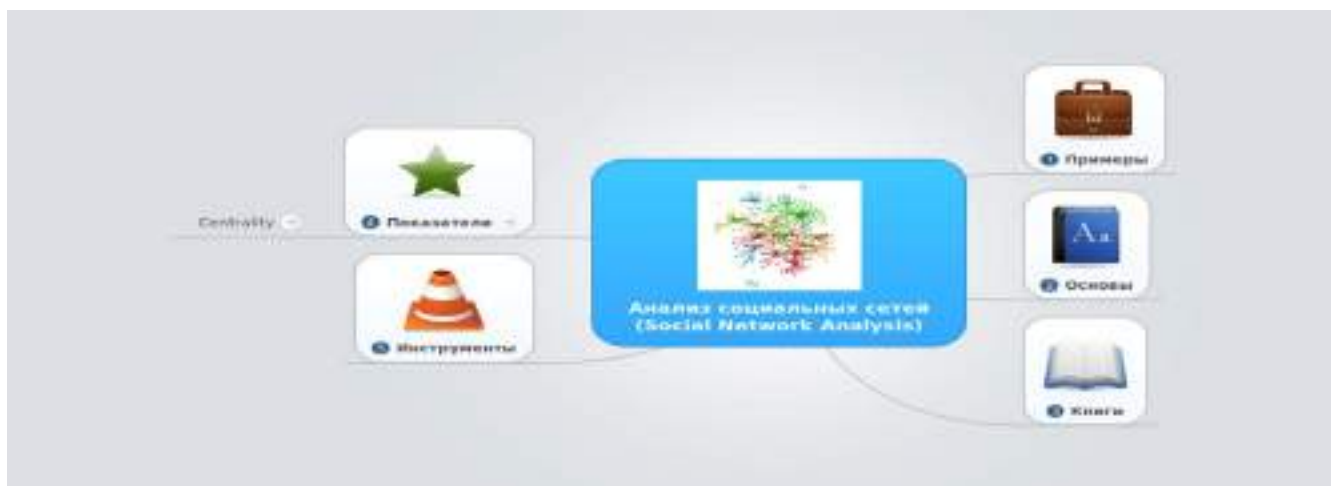 Анализ социальных сетей
(Social Network Analysis)
Примеры
Основы
Книги
Показатели
Centrality
Инструменты